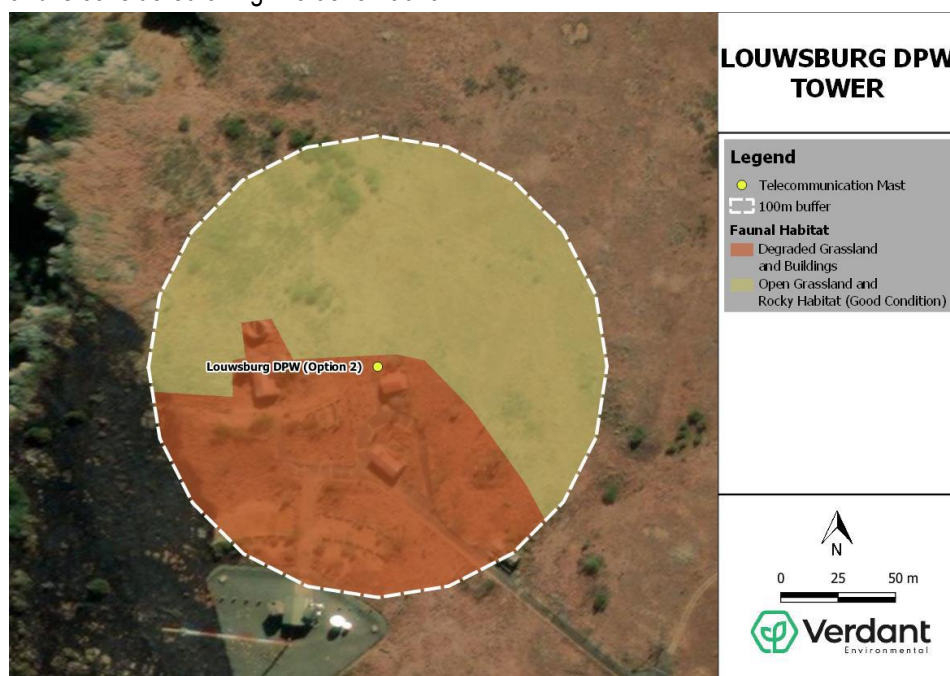 LOUWSBURG DPW
TOWER
Legend
Telecommunication Mast
100m buffer
Faunal Habitat
Degraded Grassland
and Buildings
Open Grassland and
Rocky Habitat (Good Condition)
Louwsburg DPW (Option 2)
N
0 25 50 m
Verdant
Environmental